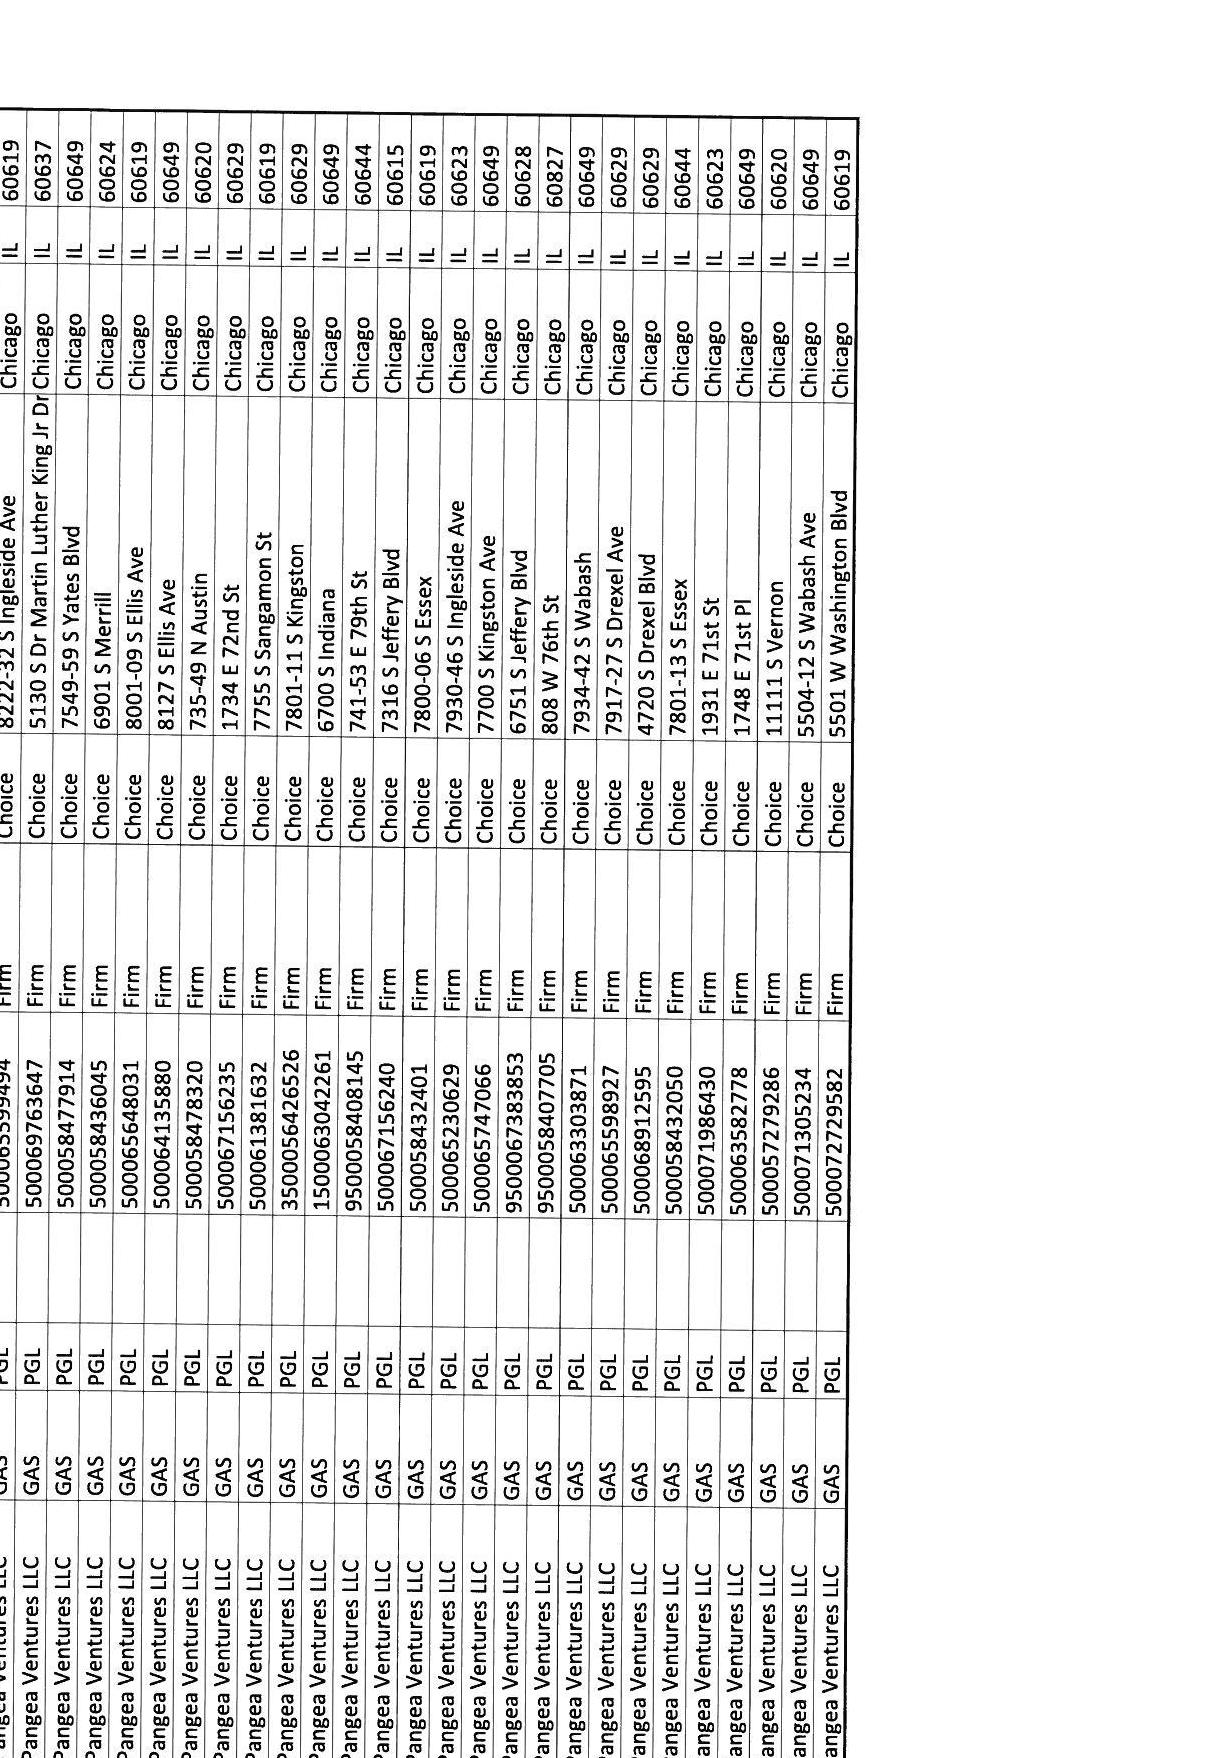 Pangea Ventures LLC GAS PGL 500065599494 Firm Choice 8222-32 S Ingleside Ave Chicago IL 60619
Pangea Ventures LLC GAS PGL 500069763647 Firm Choice 5130 S Dr Martin Luther King Jr Dr Chicago IL 60637
Pangea Ventures LLC GAS PGL 500058477914 Firm Choice 7549-59 S Yates Blvd Chicago IL 60649
Pangea Ventures LLC GAS PGL 500058436045 Firm Choice 6901 S Merrill Chicago IL 60624
Pangea Ventures LLC GAS PGL 500065648031 Firm Choice 8001-09 S Ellis Ave Chicago IL 60619
Pangea Ventures LLC GAS PGL 500064135880 Firm Choice 8127 S Ellis Ave Chicago IL 60649
Pangea Ventures LLC GAS PGL 500058478320 Firm Choice 735-49 N Austin Chicago IL 60620
Pangea Ventures LLC GAS PGL 500067156235 Firm Choice 1734 E 72nd St Chicago IL 60629
Pangea Ventures LLC GAS PGL 500061381632 Firm Choice 7755 S Sangamon St Chicago IL 60619
Pangea Ventures LLC GAS PGL 3500056426526 Firm Choice 7801-11 S Kingston Chicago IL 60629
Pangea Ventures LLC GAS PGL 1500063042261 Firm Choice 6700 S Indiana Chicago IL 60649
Pangea Ventures LLC GAS PGL 9500058408145 Firm Choice 741-53 E 79th St Chicago IL 60644
Pangea Ventures LLC GAS PGL 500067156240 Firm Choice 7316 S Jeffery Blvd Chicago IL 60615
Pangea Ventures LLC GAS PGL 500058432401 Firm Choice 7800-06 S Essex Chicago IL 60619
Pangea Ventures LLC GAS PGL 500065230629 Firm Choice 7930-46 S Ingleside Ave Chicago IL 60623
Pangea Ventures LLC GAS PGL 500065747066 Firm Choice 7700 S Kingston Ave Chicago IL 60649
Pangea Ventures LLC GAS PGL 9500067383853 Firm Choice 6751 S Jeffery Blvd Chicago IL 60628
Pangea Ventures LLC GAS PGL 9500058407705 Firm Choice 808 W 76th St Chicago IL 60827
Pangea Ventures LLC GAS PGL 500063303871 Firm Choice 7934-42 S Wabash Chicago IL 60649
Pangea Ventures LLC GAS PGL 500065598927 Firm Choice 7917-27 S Drexel Ave Chicago IL 60629
Pangea Ventures LLC GAS PGL 500068912595 Firm Choice 4720 S Drexel Blvd Chicago IL 60629
Pangea Ventures LLC GAS PGL 500058432050 Firm Choice 7801-13 S Essex Chicago IL 60644
Pangea Ventures LLC GAS PGL 500071986430 Firm Choice 1931 E 71st St Chicago IL 60623
Pangea Ventures LLC GAS PGL 500063582778 Firm Choice 1748 E 71st Pl Chicago IL 60649
Pangea Ventures LLC GAS PGL 500057279286 Firm Choice 11111 S Vernon Chicago IL 60620
Pangea Ventures LLC GAS PGL 500071305234 Firm Choice 5504-12 S Wabash Ave Chicago IL 60649
Pangea Ventures LLC GAS PGL 500072729582 Firm Choice 5501 W Washington Blvd Chicago IL 60619